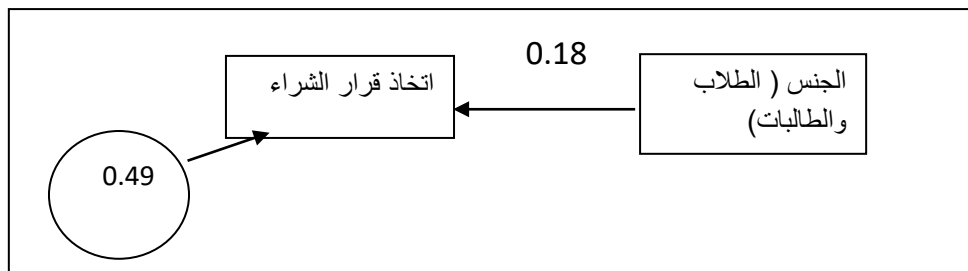 0.18
الجنس ( الطلاب
والطالبات)
اتخاذ قرار الشراء
0.49